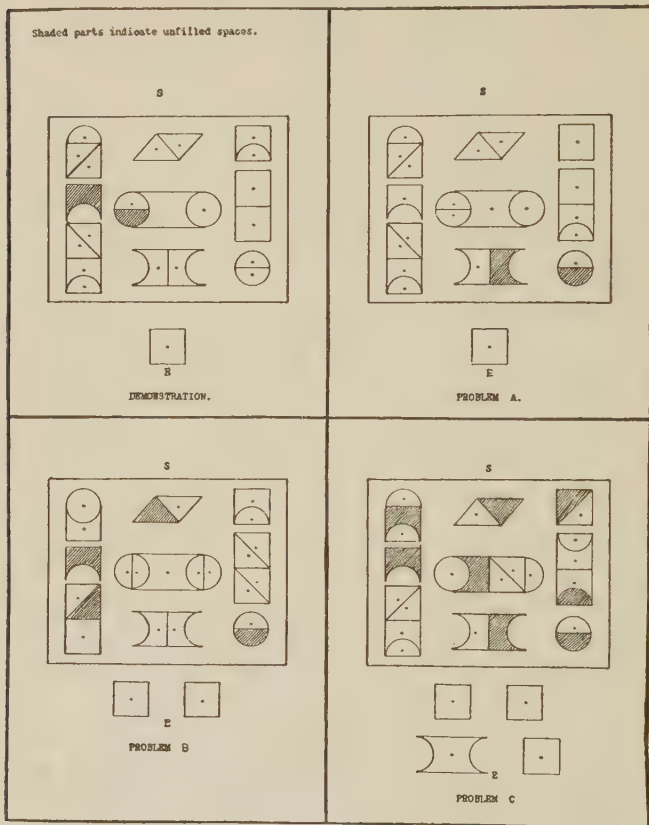 Shaded parts indicate unfilled spaces.
S
S
E
E
DEMONSTRATION.
PROBLEM A.
S
S
E
PROBLEM B
E
PROBLEM C